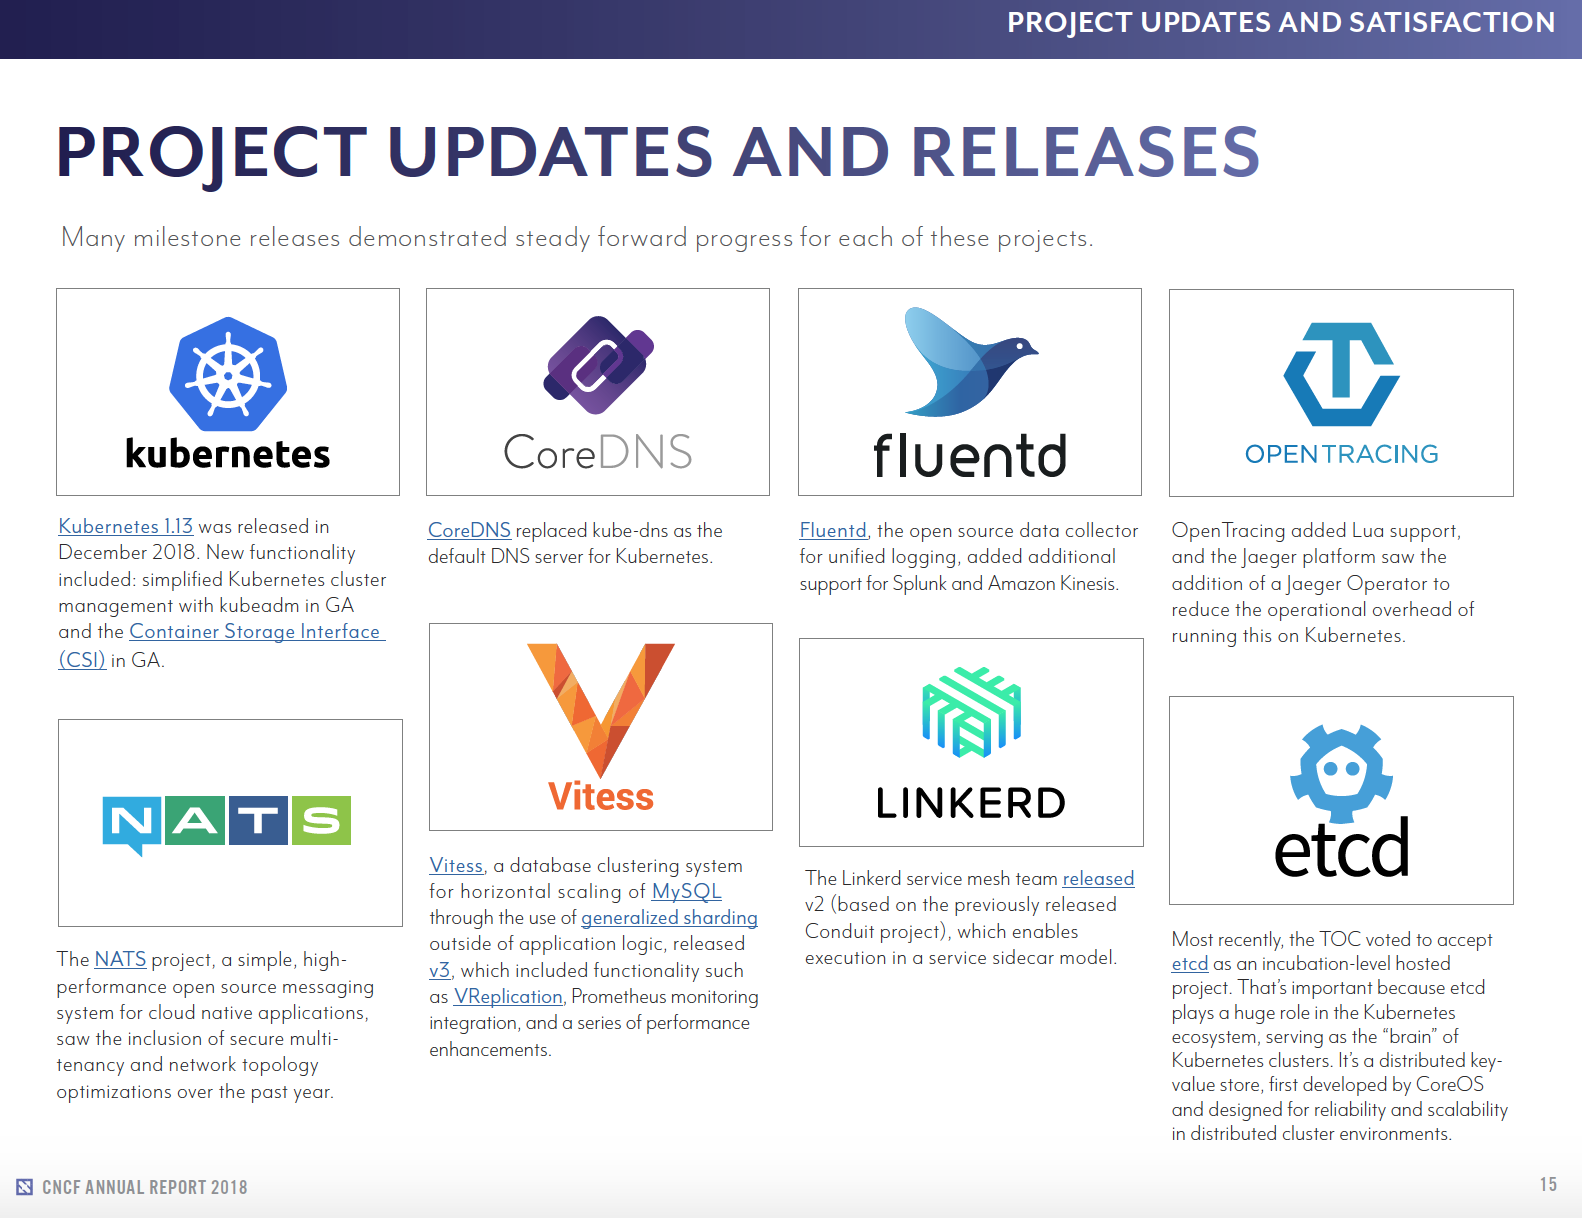 PROJECT UPDATES AND SATISFACTION
PROJECT UPDATES AND RELEASES
Many milestone releases demonstrated steady forward progress for each of these projects.
kubernetes
Kubernetes 1.13 was released in
December 2018. New functionality
included: simplified Kubernetes cluster
management with kubeadm in GA
and the Container Storage Interface
(CSI) in GA.
CoreDNS
CoreDNS replaced kube-dns as the
default DNS server for Kubernetes.
fluentd
Fluentd, the open source data collector
for unified logging, added additional
support for Splunk and Amazon Kinesis.
OPENTRACING
OpenTracing added Lua support,
and the Jaeger platform saw the
addition of a Jaeger Operator to
reduce the operational overhead of
running this on Kubernetes.
NATS
The NATS project, a simple, high-
performance open source messaging
system for cloud native applications,
saw the inclusion of secure multi-
tenancy and network topology
optimizations over the past year.
Vitess
Vitess, a database clustering system
for horizontal scaling of MySQL
through the use of generalized sharding
outside of application logic, released
v3, which included functionality such
as VReplication, Prometheus monitoring
integration, and a series of performance
enhancements.
LINKERD
The Linkerd service mesh team released
v2 (based on the previously released
Conduit project), which enables
execution in a service sidecar model.
etcd
Most recently, the TOC voted to accept
etcd as an incubation-level hosted
project. That's important because etcd
plays a huge role in the Kubernetes
ecosystem, serving as the “brain” of
Kubernetes clusters. It's a distributed key-
value store, first developed by CoreOS
and designed for reliability and scalability
in distributed cluster environments.
CNCF ANNUAL REPORT 2018
15